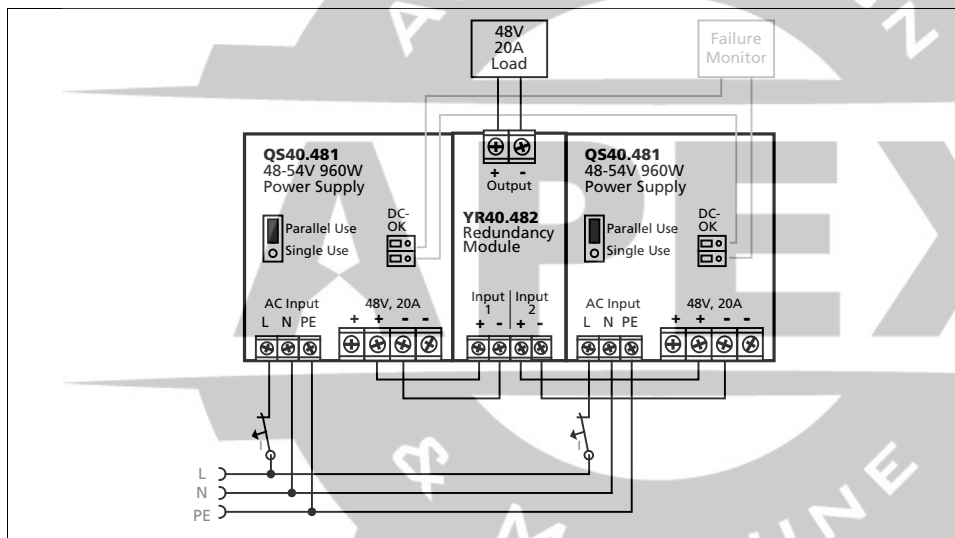 48V
20A
Load
Failure
Monitor
QS40.481
48-54V 960W
Power Supply
Parallel Use
Single Use
DC-
OK
AC Input
L N PE
48V, 20A
+ + - -
+ -
Output
YR40.482
Redundancy
Module
Input
1
Input
2
+ - + -
QS40.481
48-54V 960W
Power Supply
Parallel Use
Single Use
DC-
OK
AC Input
L N PE
48V, 20A
+ + - -
I
I
L
N
PE
APEX